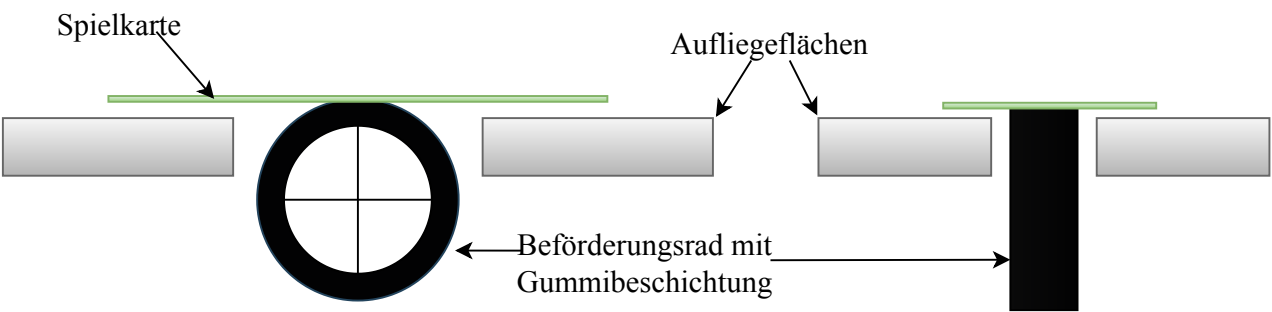 Spielkarte
Aufliegeflächen
Beförderungsrad mit
Gummibeschichtung